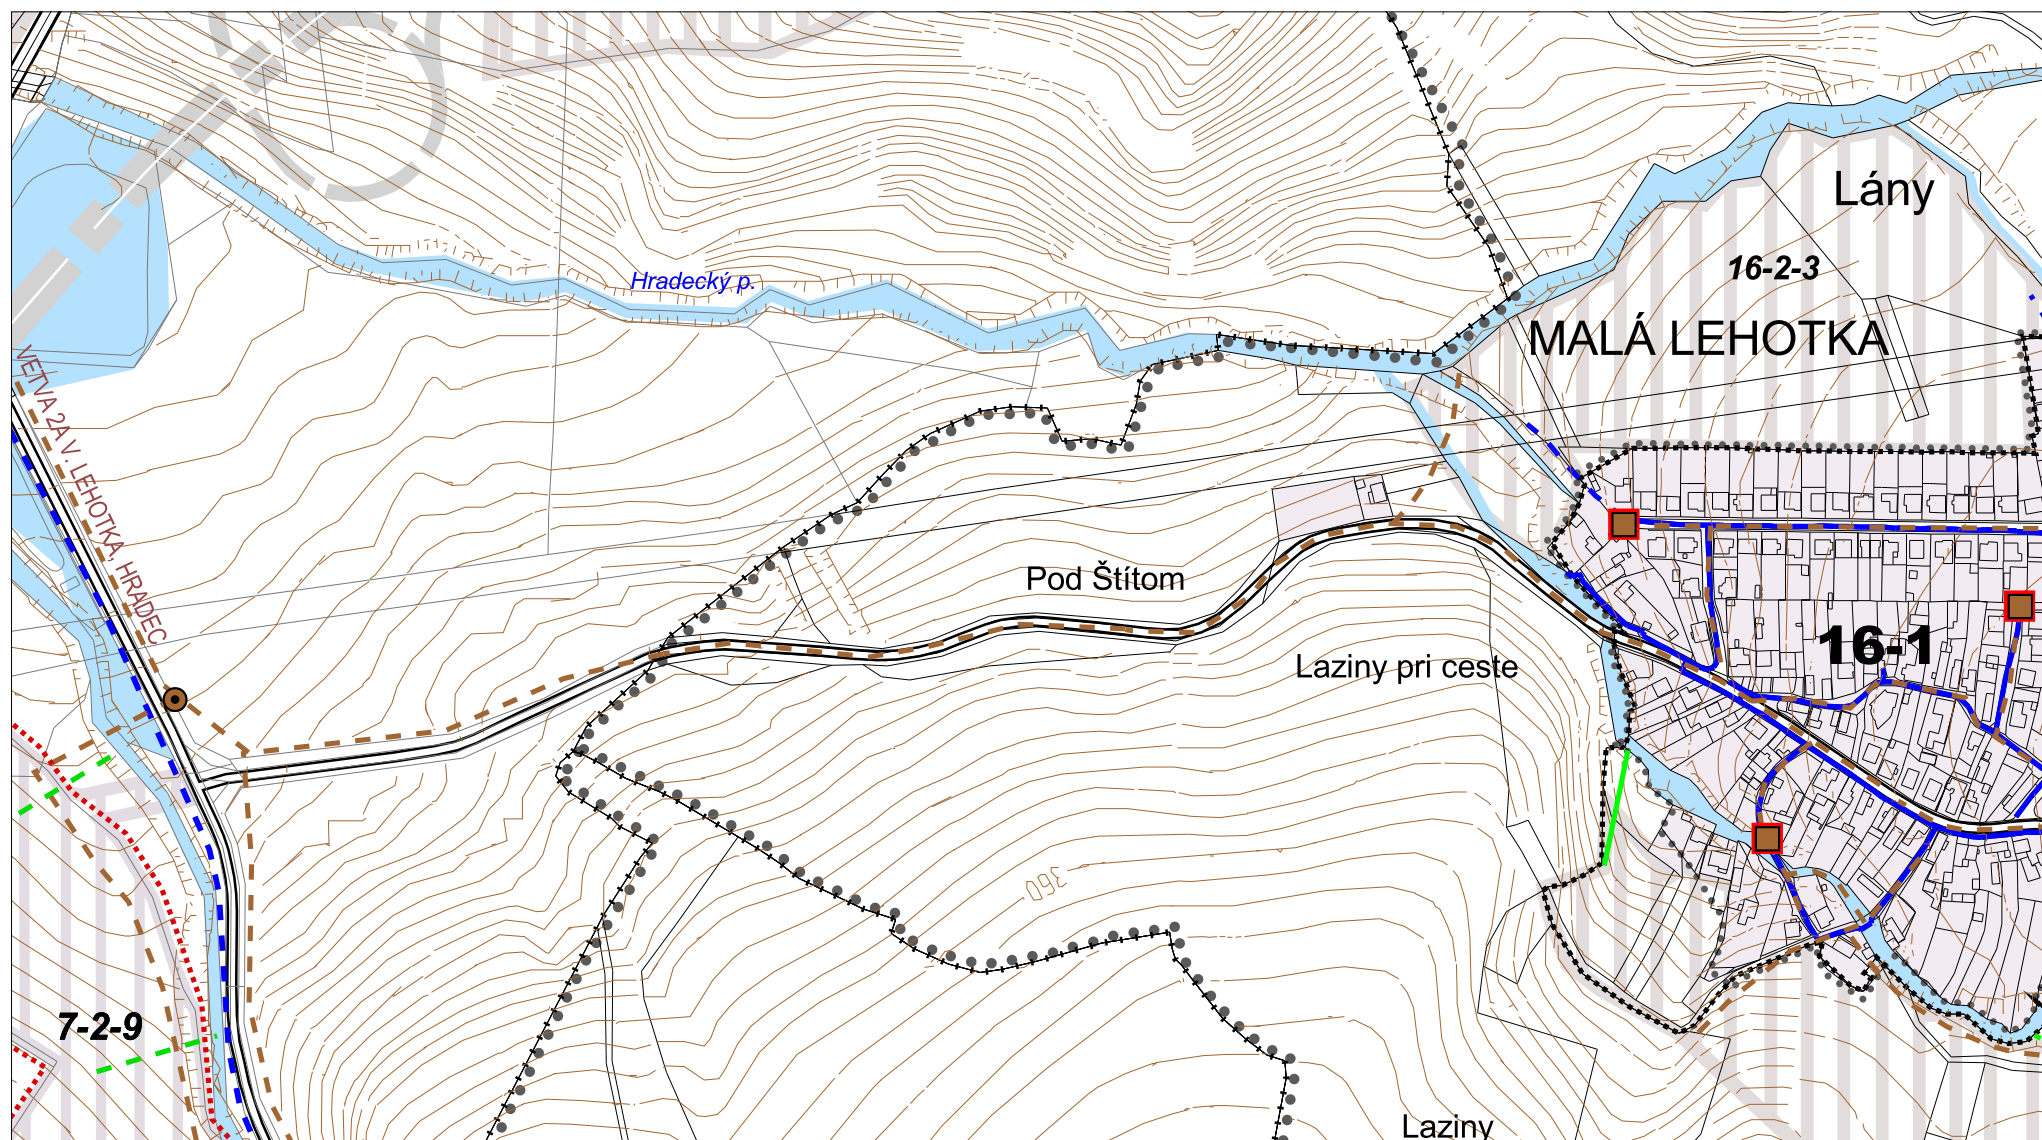 Lány
16-2-3
Hradecký p.
MALÁ LEHOTKA
VETVA 2A V. LEHOTKA, HRADEC
Pod Štítom
16-1
Laziny pri ceste
360
7-2-9
Laziny